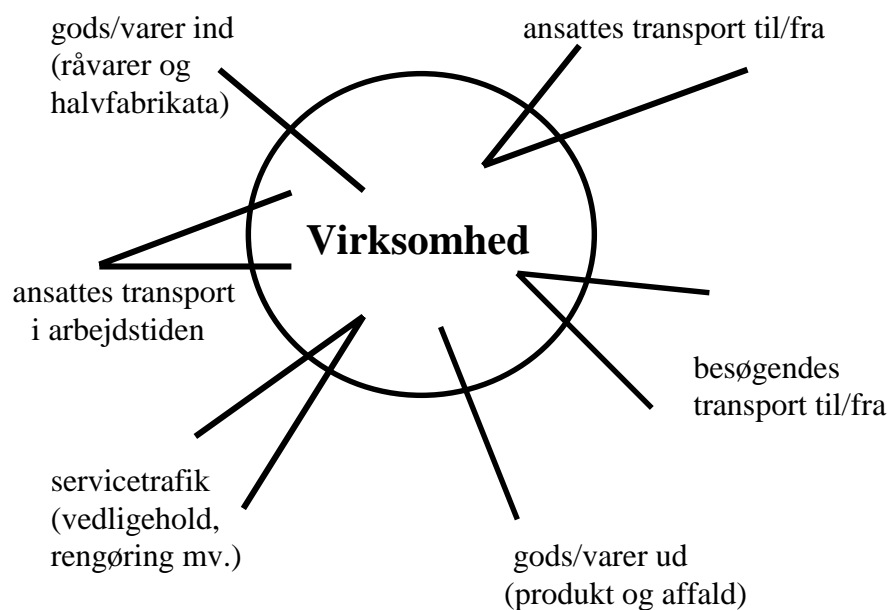 gods/varer ind
(råvarer og
halvfabrikata)
ansattes transport til/fra
Virksomhed
ansattes transport
i arbejdstiden
besøgendes
transport til/fra
servicetrafik
(vedligehold,
rengøring mv.)
gods/varer ud
(produkt og affald)